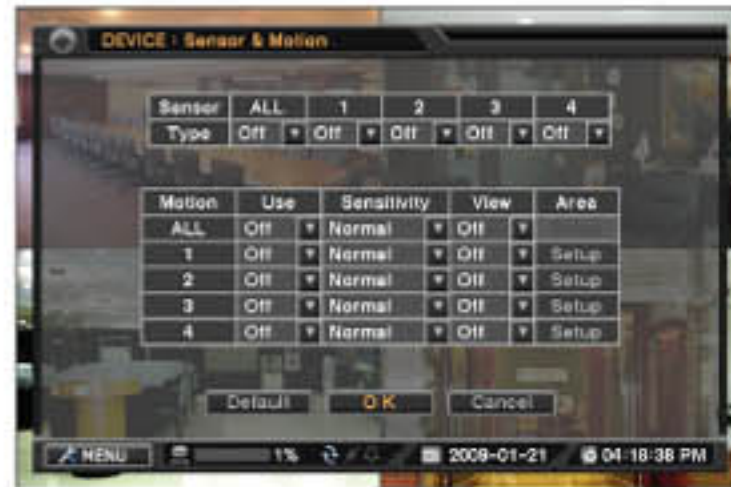 DEVICE : Sensor & Motion
Sensor ALL 1 2 3 4
Type Off Off Off Off Off
Motion Use Sensitivity View Area
ALL Off Normal Off
1 Off Normal Off Setup
2 Off Normal Off Setup
3 Off Normal Off Setup
4 Off Normal Off Setup
Default OK Cancel
MENU 1% 2009-01-21 04:18:38 PM